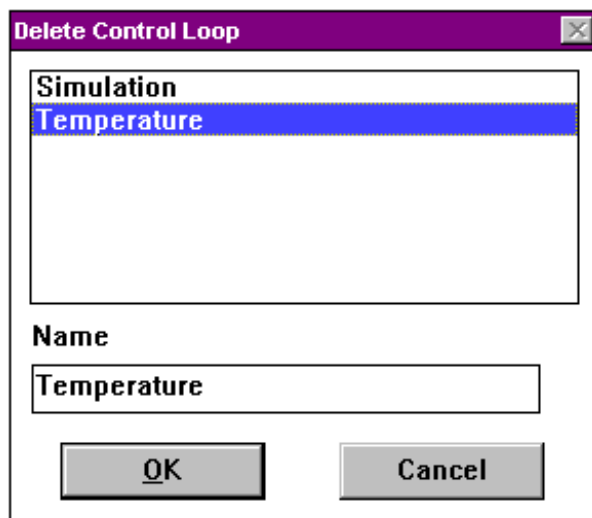 Delete Control Loop
Simulation
Temperature
Name
Temperature
OK
Cancel